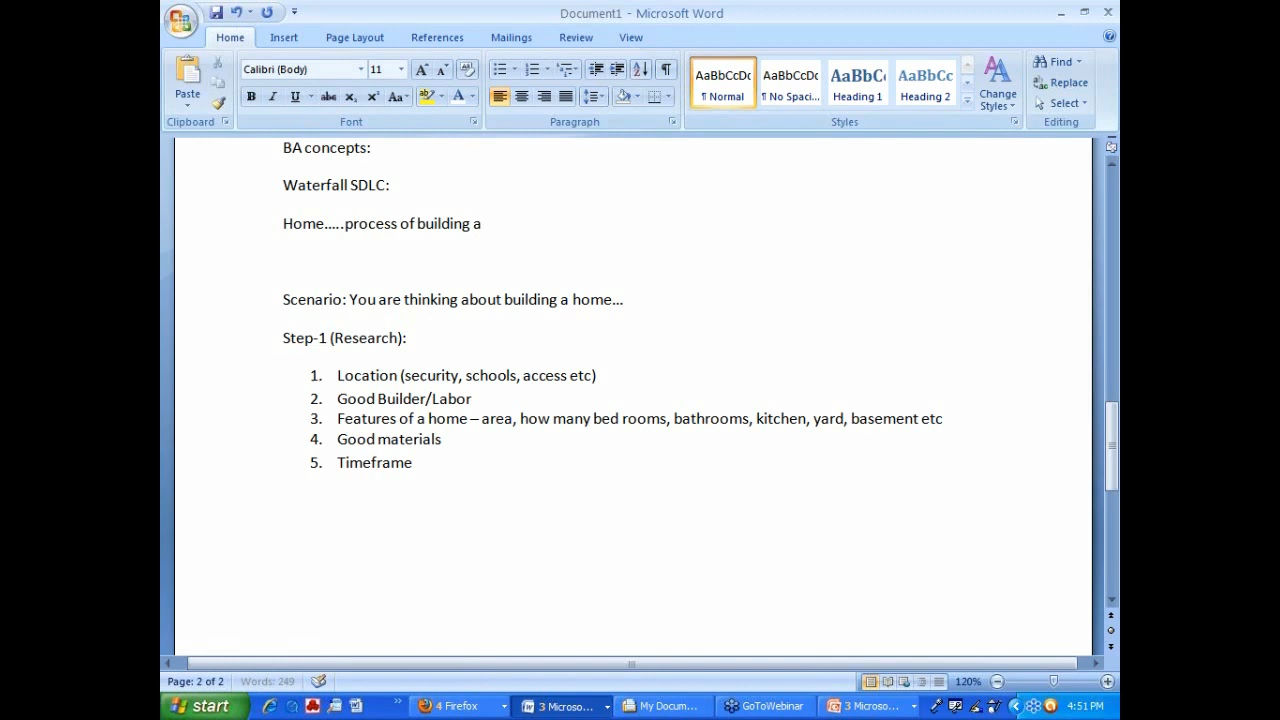 Document1 - Microsoft Word
Home Insert Page Layout References Mailings Review View
Paste
Calibri (Body) 11
AaBbCcDc AaBbCcDc AaBbC AaBbCc
¶ Normal ¶ No Spaci... Heading 1 Heading 2
Change Styles
Find
Replace
Select
Clipboard Font Paragraph Styles Editing
BA concepts:
Waterfall SDLC:
Home.....process of building a
Scenario: You are thinking about building a home...
Step-1 (Research):
1. Location (security, schools, access etc)
2. Good Builder/Labor
3. Features of a home – area, how many bed rooms, bathrooms, kitchen, yard, basement etc
4. Good materials
5. Timeframe
Page: 2 of 2 Words: 249 120%
start 4 Firefox 3 Microso... My Docum... GoToWebinar 3 Microso... 4:51 PM